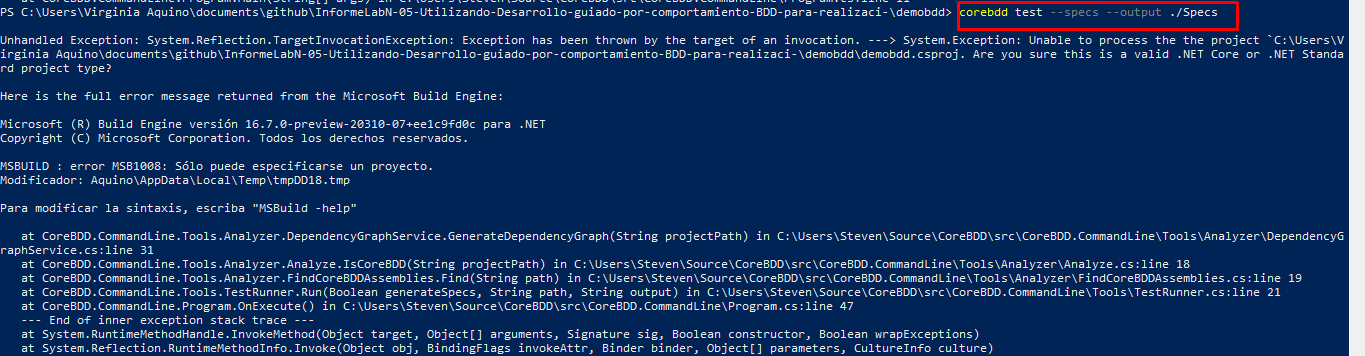 at CoreBDD.CommandLine.Program.Main(String[] args) in C:\Users\Steven\Source\CoreBDD\src\CoreBDD.CommandLine\Program.cs:line 11
PS C:\Users\Virginia Aquino\documents\github\InformeLabN-05-Utilizando-Desarrollo-guiado-por-comportamiento-BDD-para-realizaci-\demobdd> corebdd test --specs --output ./Specs
Unhandled Exception: System.Reflection.TargetInvocationException: Exception has been thrown by the target of an invocation. ---> System.Exception: Unable to process the the project `C:\Users\V
irginia Aquino\documents\github\InformeLabN-05-Utilizando-Desarrollo-guiado-por-comportamiento-BDD-para-realizaci-\demobdd\demobdd.csproj. Are you sure this is a valid .NET Core or .NET Standa
rd project type?
Here is the full error message returned from the Microsoft Build Engine:
Microsoft (R) Build Engine versión 16.7.0-preview-20310-07+ee1c9fd0c para .NET
Copyright (C) Microsoft Corporation. Todos los derechos reservados.
MSBUILD : error MSB1008: Sólo puede especificarse un proyecto.
Modificador: Aquino\AppData\Local\Temp\tmpDD18.tmp
Para modificar la sintaxis, escriba "MSBuild -help"
at CoreBDD.CommandLine.Tools.Analyzer.DependencyGraphService.GenerateDependencyGraph(String projectPath) in C:\Users\Steven\Source\CoreBDD\src\CoreBDD.CommandLine\Tools\Analyzer\DependencyG
raphService.cs:line 31
at CoreBDD.CommandLine.Tools.Analyzer.Analyze.IsCoreBDD(String projectPath) in C:\Users\Steven\Source\CoreBDD\src\CoreBDD.CommandLine\Tools\Analyzer\Analyze.cs:line 18
at CoreBDD.CommandLine.Tools.Analyzer.FindCoreBDDAssemblies.Find(String path) in C:\Users\Steven\Source\CoreBDD\src\CoreBDD.CommandLine\Tools\Analyzer\FindCoreBDDAssemblies.cs:line 19
at CoreBDD.CommandLine.Tools.TestRunner.Run(Boolean generateSpecs, String path, String output) in C:\Users\Steven\Source\CoreBDD\src\CoreBDD.CommandLine\Tools\TestRunner.cs:line 21
at CoreBDD.CommandLine.Program.OnExecute() in C:\Users\Steven\Source\CoreBDD\src\CoreBDD.CommandLine\Program.cs:line 47
--- End of inner exception stack trace ---
at System.RuntimeMethodHandle.InvokeMethod(Object target, Object[] arguments, Signature sig, Boolean constructor, Boolean wrapExceptions)
at System.Reflection.RuntimeMethodInfo.Invoke(Object obj, BindingFlags invokeAttr, Binder binder, Object[] parameters, CultureInfo culture)